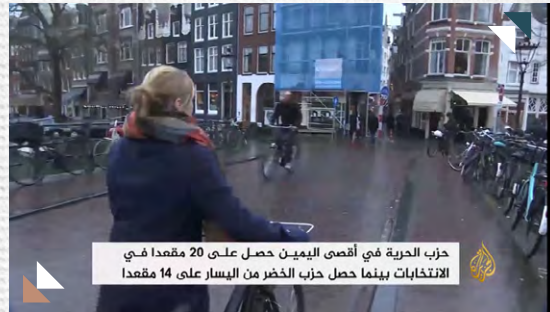 حزب الحرية في أقصى اليمين حصل على 20 مقعدا في
الانتخابات بينما حصل حزب الخضر من اليسار على 14 مقعدا